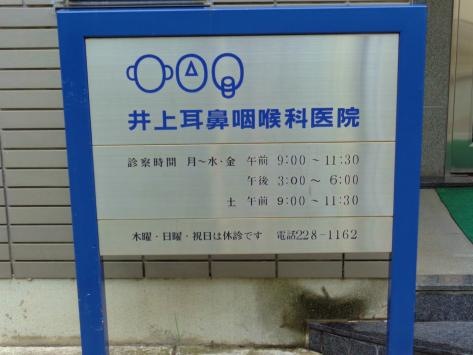 井上耳鼻咽喉科医院
診察時間 月～水・金 午前 9:00～11:30
午後 3:00～6:00
土 午前 9:00～11:30
木曜・日曜・祝日は休診です 電話228-1162